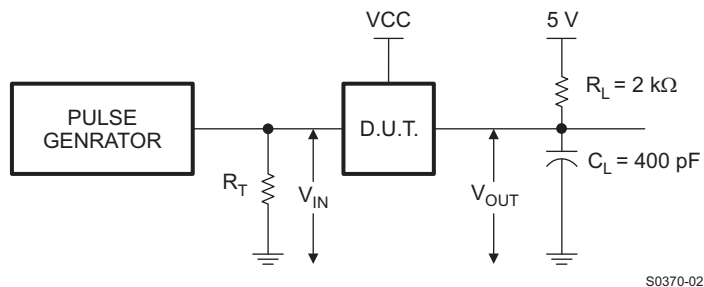 VCC
5 V
R_L = 2 kΩ
PULSE
GENRATOR
D.U.T.
C_L = 400 pF
R_T
V_IN
V_OUT
S0370-02